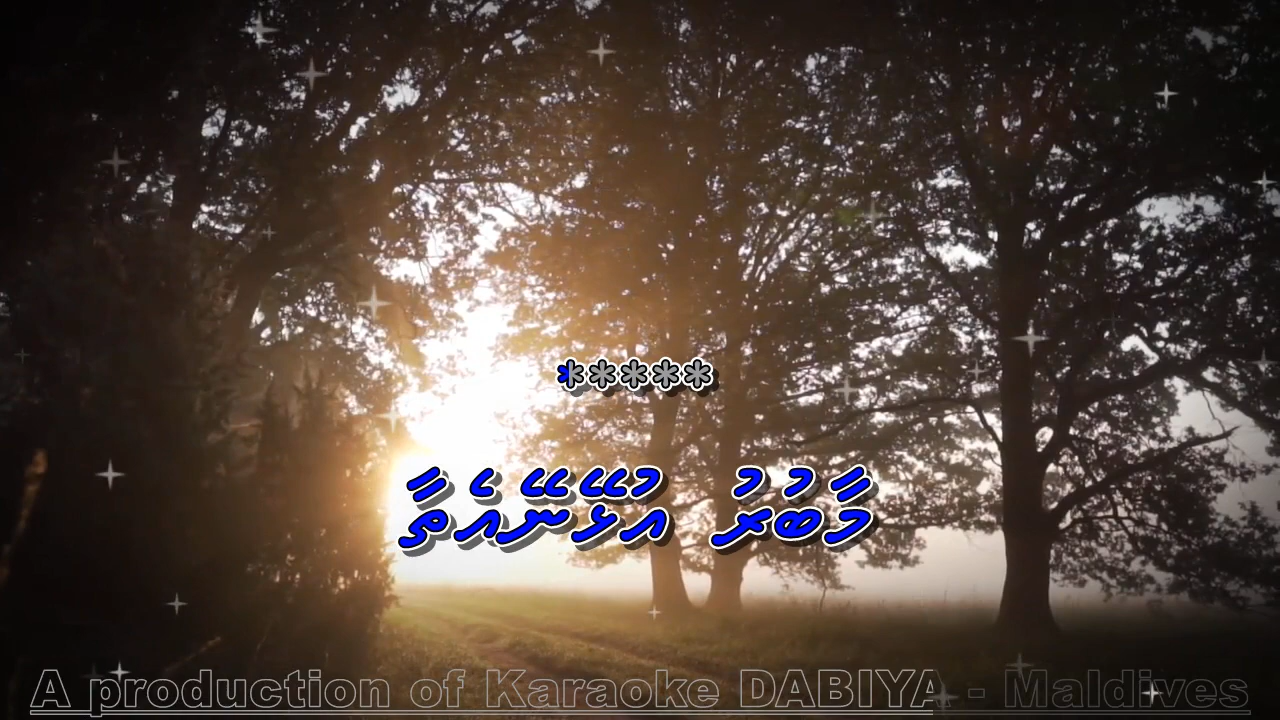 *****
މާބުރު އުޅޭނޭއެތާ
A production of Karaoke DABIYA - Maldives